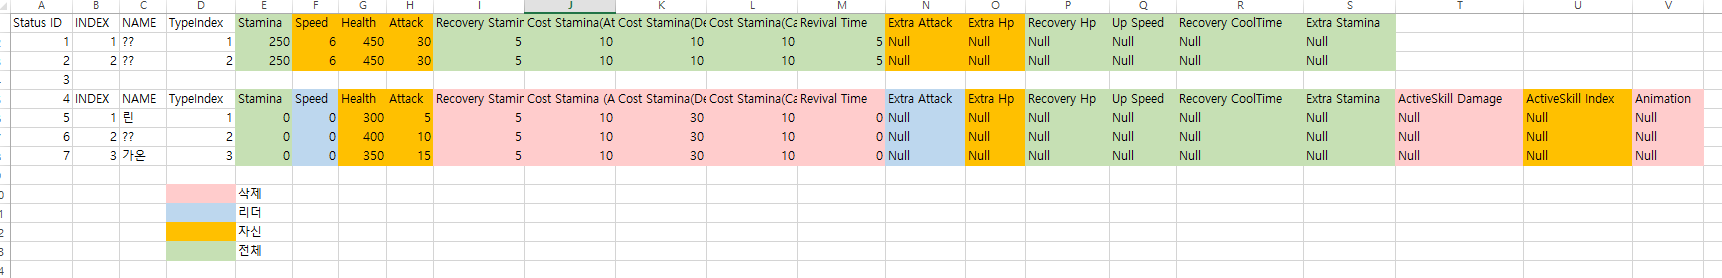 A B C D E F G H I J K L M N O P Q R S T U V
Status ID INDEX NAME TypeIndex Stamina Speed Health Attack Recovery Stamin Cost Stamina(At Cost Stamina(De Cost Stamina(Ca Revival Time Extra Attack Extra Hp Recovery Hp Up Speed Recovery CoolTime Extra Stamina
1 1 ?? 1 250 6 450 30 5 10 10 10 5 Null Null Null Null Null Null
2 2 ?? 2 250 6 450 30 5 10 10 10 5 Null Null Null Null Null Null
3
4 INDEX NAME TypeIndex Stamina Speed Health Attack Recovery Stamin Cost Stamina (A Cost Stamina(De Cost Stamina(Ca Revival Time Extra Attack Extra Hp Recovery Hp Up Speed Recovery CoolTime Extra Stamina ActiveSkill Damage ActiveSkill Index Animation
5 1 린 1 0 0 300 5 5 10 30 10 0 Null Null Null Null Null Null Null Null Null
6 2 ?? 2 0 0 400 10 5 10 30 10 0 Null Null Null Null Null Null Null Null Null
7 3 가온 3 0 0 350 15 5 10 30 10 0 Null Null Null Null Null Null Null Null Null
삭제
리더
자신
전체